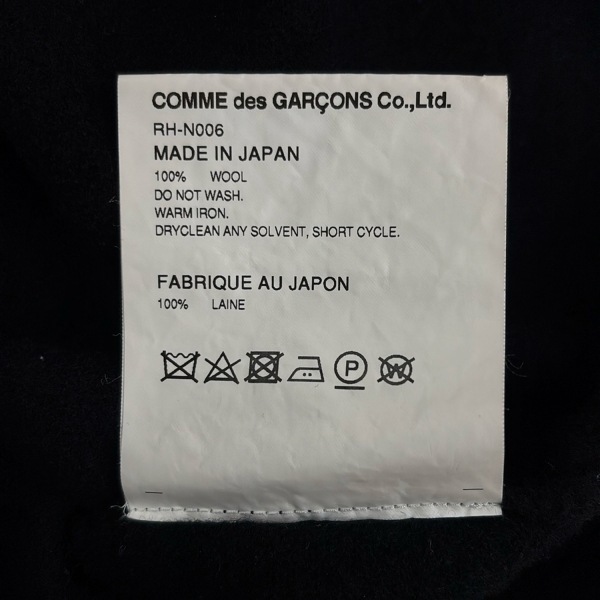 COMME des GARÇONS Co.,Ltd.
RH-N006
MADE IN JAPAN
100% WOOL
DO NOT WASH.
WARM IRON.
DRYCLEAN ANY SOLVENT, SHORT CYCLE.
FABRIQUE AU JAPON
100% LAINE
P W